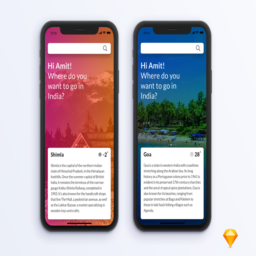 Hi Amit!
Where do you
want to go in
India?
Shimla
-2°
Shimla is the capital of the northern Indian
state of Himachal Pradesh, in the Himalayan
foothills. Once the summer capital of British
India, it remains the terminus of the narrow-
gauge Kalka-Shimla Railway, completed in
1903. It's also known for the handicraft shops
that line The Mall, a pedestrian avenue, as well
as the Lakkar Bazaar, a market specializing in
wooden toys and crafts.
Hi Amit!
Where do you
want to go in
India?
Goa
28°
Goa is a state in western India with coastlines
stretching along the Arabian Sea. Its long
history as a Portuguese colony prior to 1961 is
evident in its preserved 17th-century churches
and the area's tropical spice plantations. Goa is
also known for its beaches, ranging from
popular stretches at Baga and Palolem to
those in laid-back fishing villages such as
Agonda.